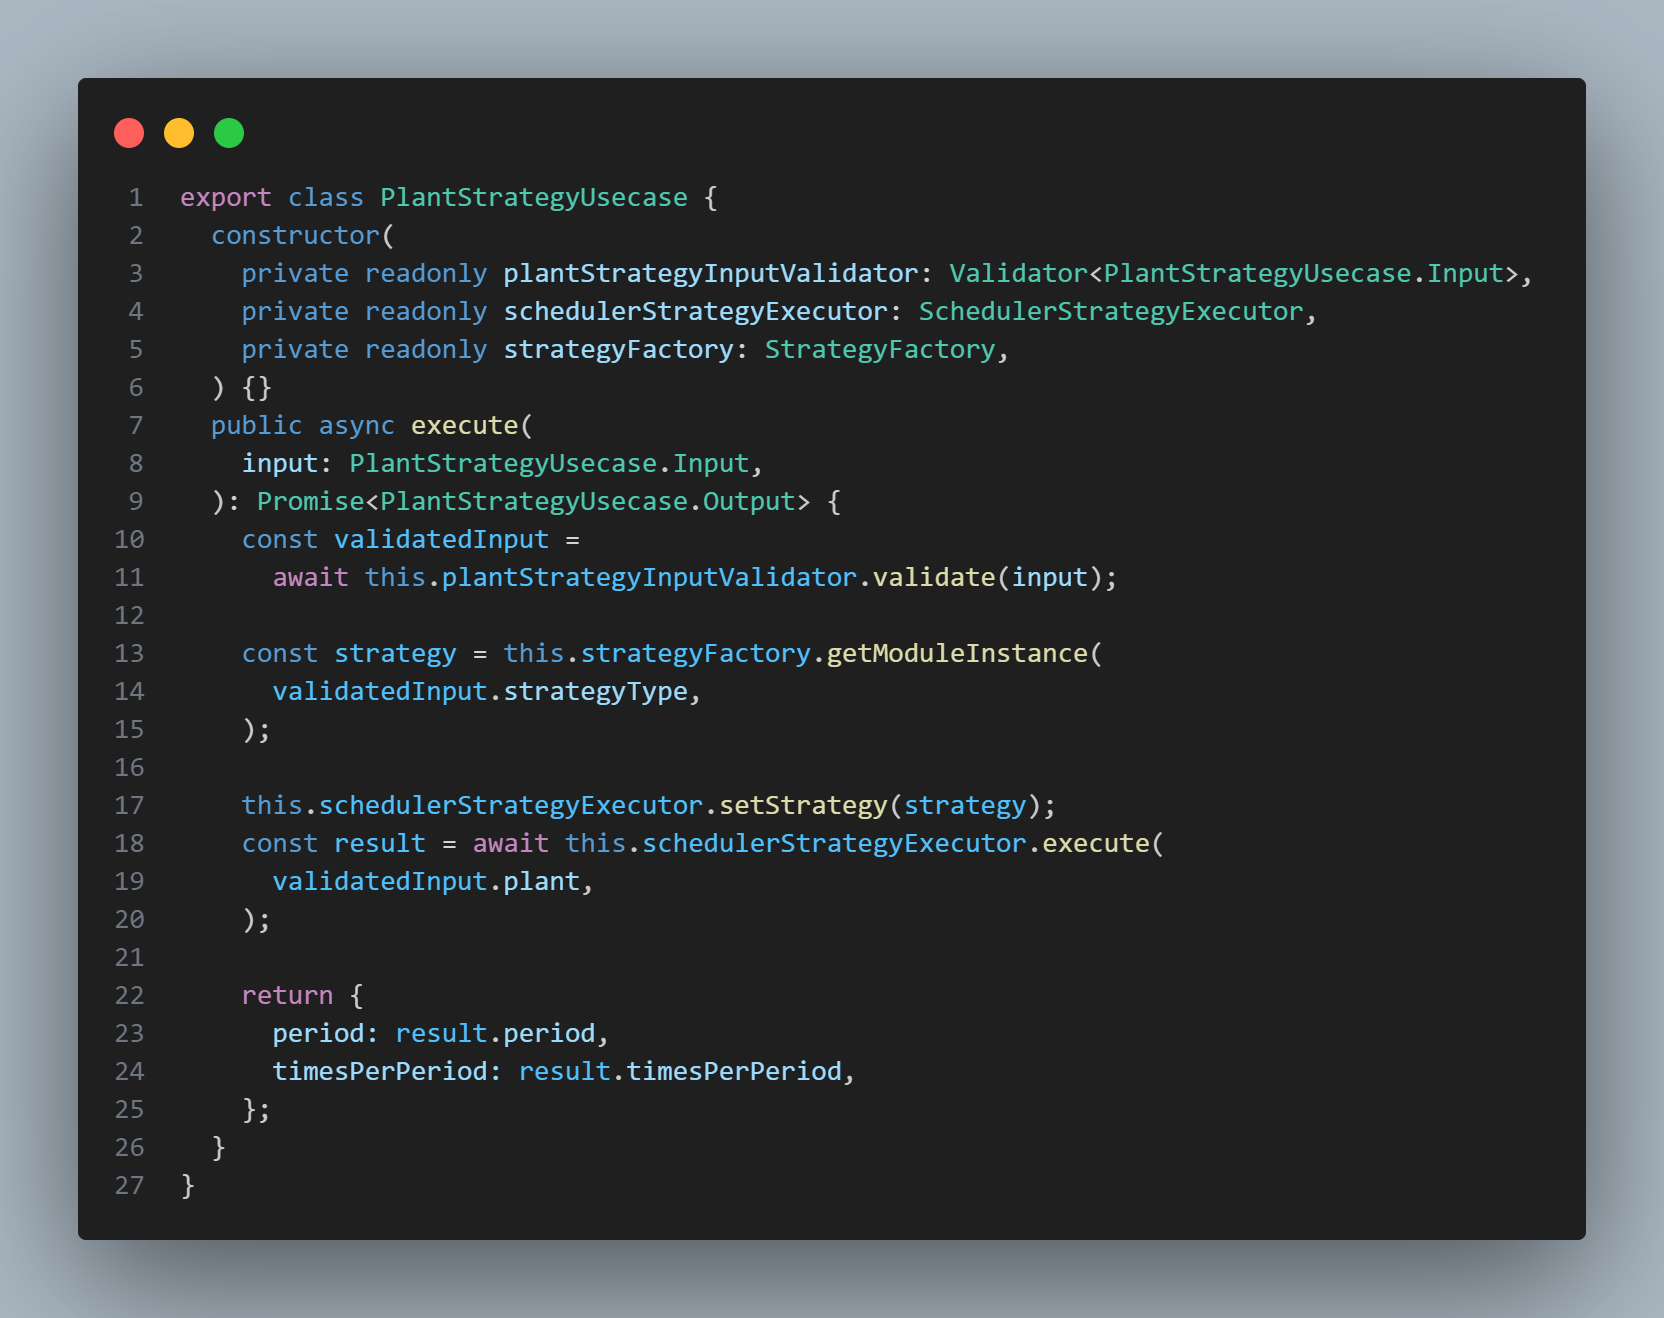 1 export class PlantStrategyUsecase {
2   constructor(
3     private readonly plantStrategyInputValidator: Validator<PlantStrategyUsecase.Input>,
4     private readonly schedulerStrategyExecutor: SchedulerStrategyExecutor,
5     private readonly strategyFactory: StrategyFactory,
6   ) {}
7   public async execute(
8     input: PlantStrategyUsecase.Input,
9   ): Promise<PlantStrategyUsecase.Output> {
10     const validatedInput =
11       await this.plantStrategyInputValidator.validate(input);
12
13     const strategy = this.strategyFactory.getModuleInstance(
14       validatedInput.strategyType,
15     );
16
17     this.schedulerStrategyExecutor.setStrategy(strategy);
18     const result = await this.schedulerStrategyExecutor.execute(
19       validatedInput.plant,
20     );
21
22     return {
23       period: result.period,
24       timesPerPeriod: result.timesPerPeriod,
25     };
26   }
27 }